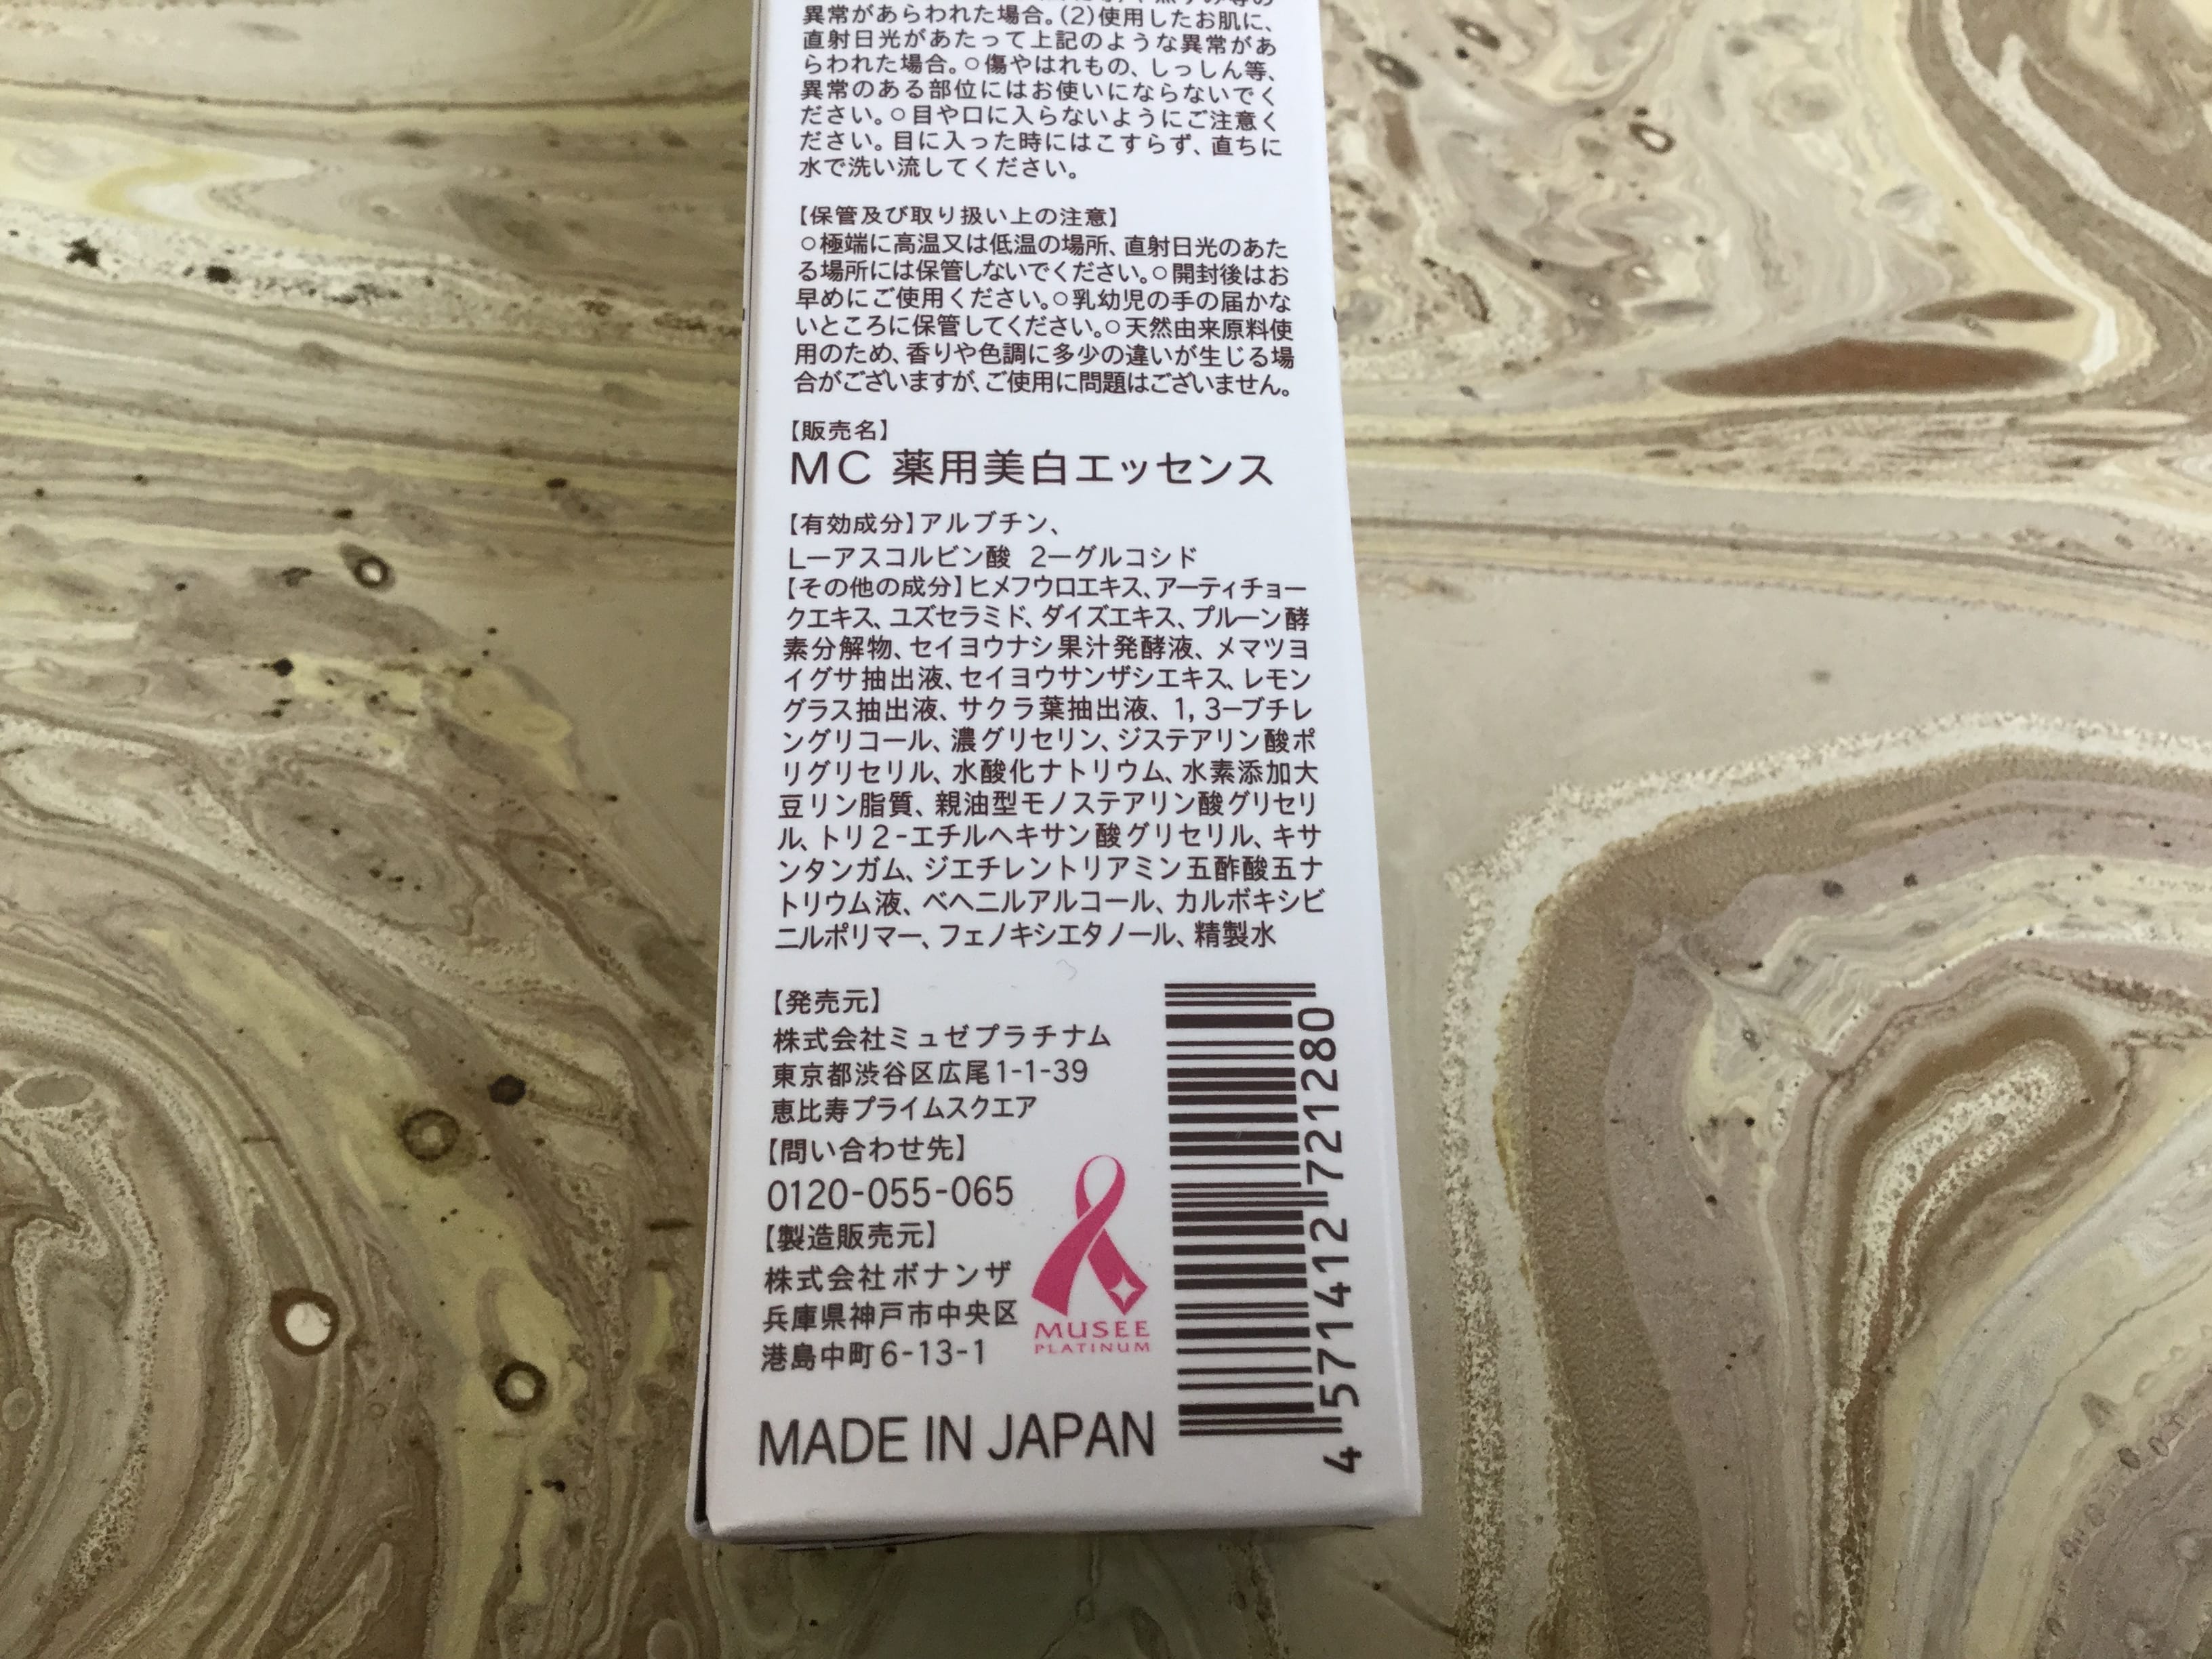 異常があらわれた場合。(2)使用したお肌に、
直射日光があたって上記のような異常があ
らわれた場合。○傷やはれもの、しっしん等、
異常のある部位にはお使いにならないでく
ださい。○目や口に入らないようにご注意く
ださい。目に入った時にはこすらず、直ちに
水で洗い流してください。
【保管及び取り扱い上の注意】
○極端に高温又は低温の場所、直射日光のあた
る場所には保管しないでください。○開封後はお
早めにご使用ください。○乳幼児の手の届かな
いところに保管してください。○天然由来原料使
用のため、香りや色調に多少の違いが生じる場
合がございますが、ご使用に問題はございません。
【販売名】
MC 薬用美白エッセンス
【有効成分】アルブチン、
L-アスコルビン酸 2-グルコシド
【その他の成分】ヒメフウロエキス、アーティチョー
クエキス、ユズセラミド、ダイズエキス、プルーン酵
素分解物、セイヨウナシ果汁発酵液、メマツヨ
イグサ抽出液、セイヨウサンザシエキス、レモン
グラス抽出液、サクラ葉抽出液、1,3-ブチレ
ングリコール、濃グリセリン、ジステアリン酸ポ
リグリセリル、水酸化ナトリウム、水素添加大
豆リン脂質、親油型モノステアリン酸グリセリ
ル、トリ2-エチルヘキサン酸グリセリル、キサ
ンタンガム、ジエチレントリアミン五酢酸五ナ
トリウム液、ベヘニルアルコール、カルボキシビ
ニルポリマー、フェノキシエタノール、精製水
【発売元】
株式会社ミュゼプラチナム
東京都渋谷区広尾1-1-39
恵比寿プライムスクエア
【問い合わせ先】
0120-055-065
【製造販売元】
株式会社ボナンザ
兵庫県神戸市中央区
港島中町6-13-1
MUSEE
PLATINUM
MADE IN JAPAN
4 571412 721280